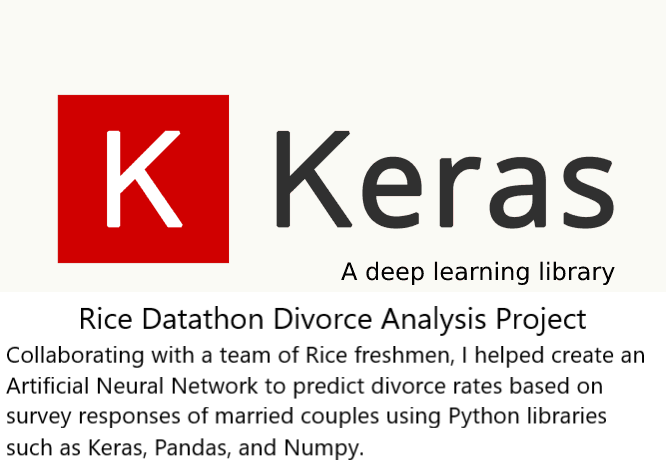 K Keras
A deep learning library
Rice Datathon Divorce Analysis Project
Collaborating with a team of Rice freshmen, I helped create an
Artificial Neural Network to predict divorce rates based on
survey responses of married couples using Python libraries
such as Keras, Pandas, and Numpy.